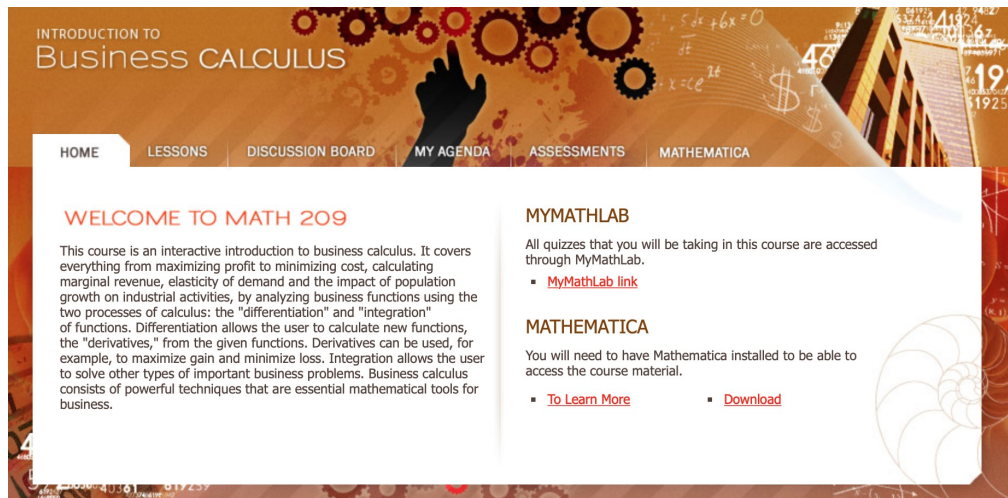 INTRODUCTION TO
Business CALCULUS
HOME
LESSONS
DISCUSSION BOARD
MY AGENDA
ASSESSMENTS
MATHEMATICA
WELCOME TO MATH 209
This course is an interactive introduction to business calculus. It covers
everything from maximizing profit to minimizing cost, calculating
marginal revenue, elasticity of demand and the impact of population
growth on industrial activities, by analyzing business functions using the
two processes of calculus: the "differentiation" and "integration"
of functions. Differentiation allows the user to calculate new functions,
the "derivatives," from the given functions. Derivatives can be used, for
example, to maximize gain and minimize loss. Integration allows the user
to solve other types of important business problems. Business calculus
consists of powerful techniques that are essential mathematical tools for
business.
MYMATHLAB
All quizzes that you will be taking in this course are accessed
through MyMathLab.
MyMathLab link
MATHEMATICA
You will need to have Mathematica installed to be able to
access the course material.
To Learn More
Download